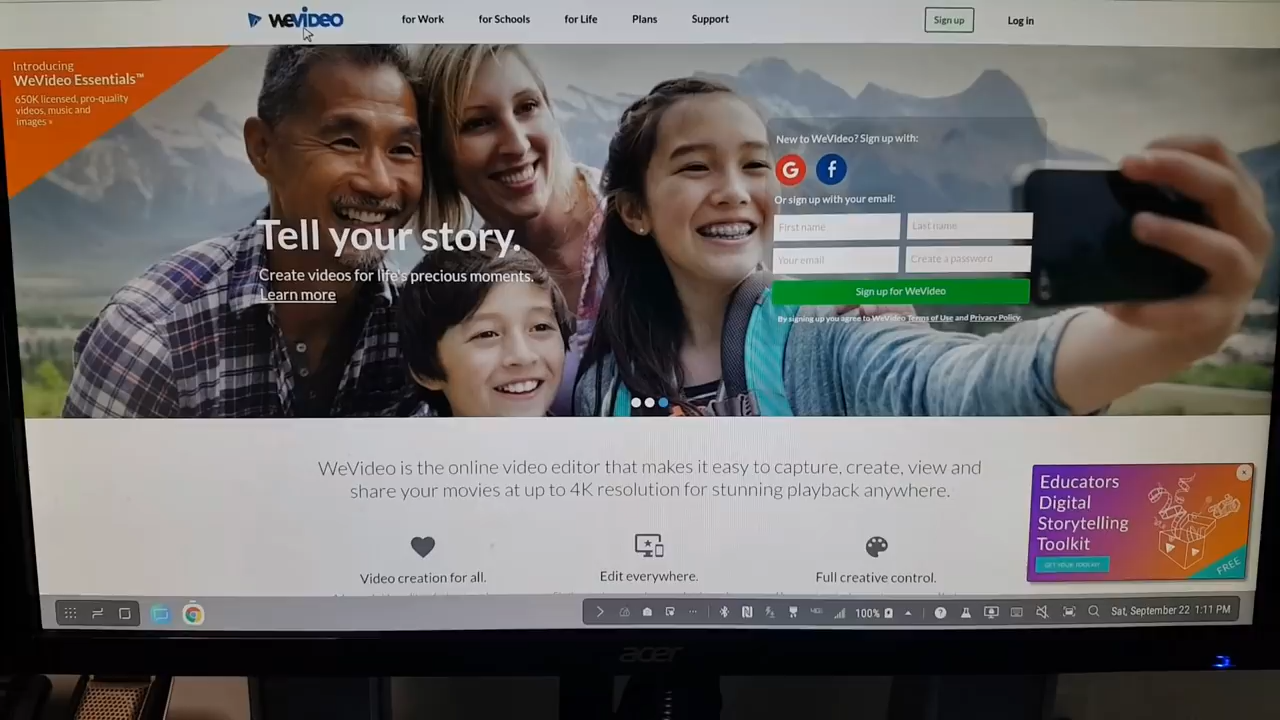 WeVideo
for Work
for Schools
for Life
Plans
Support
Sign up
Log in
Introducing
WeVideo Essentials™
650K licensed, pro-quality
videos, music and
images »
New to WeVideo? Sign up with:
G
f
Or sign up with your email:
First name
Last name
Your email
Create a password
Sign up for WeVideo
By signing up you agree to WeVideo Terms of Use and Privacy Policy.
Tell your story.
Create videos for life's precious moments.
Learn more
WeVideo is the online video editor that makes it easy to capture, create, view and
share your movies at up to 4K resolution for stunning playback anywhere.
Educators
Digital
Storytelling
Toolkit
GET YOUR TOOLKIT
FREE
Video creation for all.
Edit everywhere.
Full creative control.
100%
Sat, September 22 1:11 PM
acer